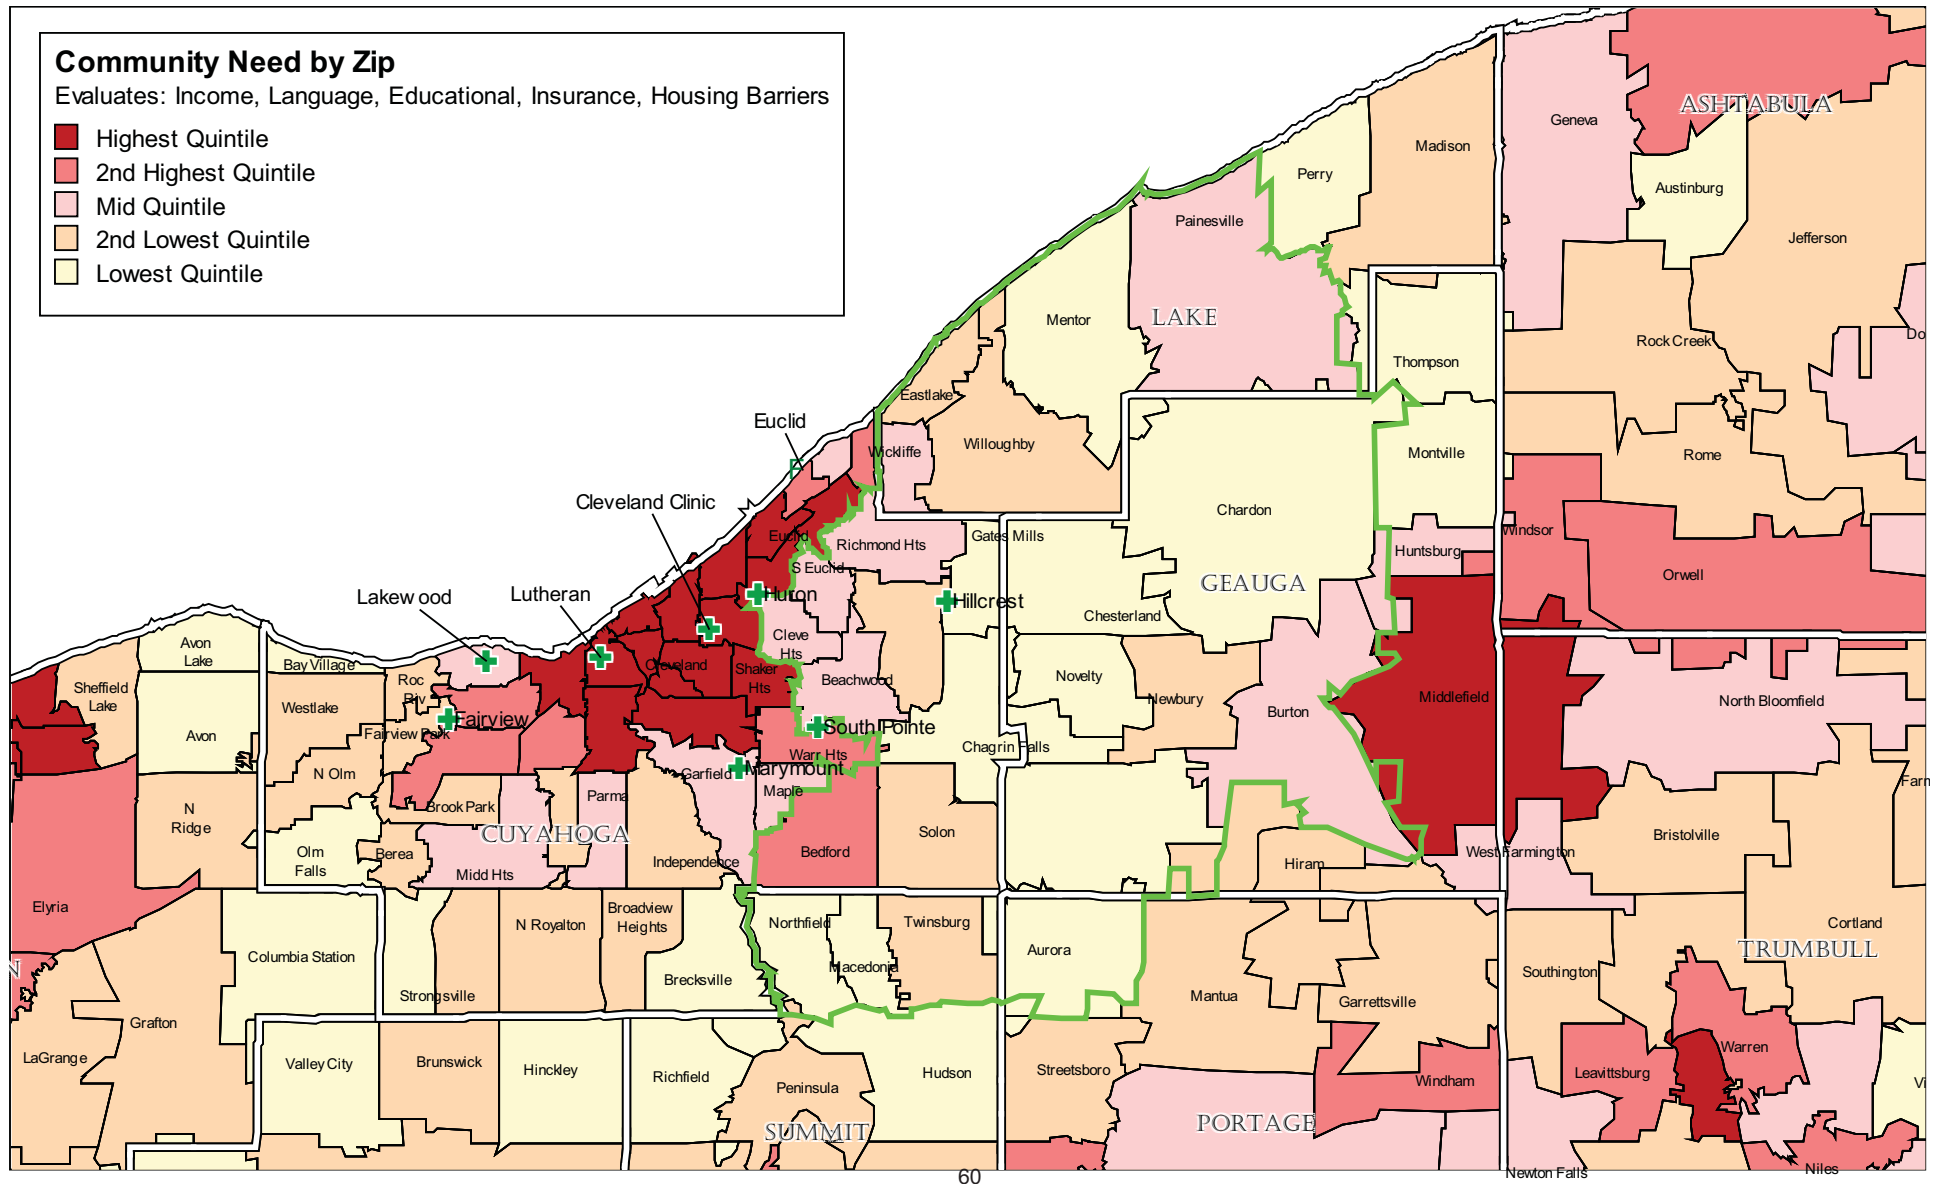 Community Need by Zip
Evaluates: Income, Language, Educational, Insurance, Housing Barriers
Highest Quintile
2nd Highest Quintile
Mid Quintile
2nd Lowest Quintile
Lowest Quintile
ASHTABULA
Geneva
Madison
Perry
Austinburg
Painesville
Jefferson
LAKE
Mentor
Do
Rock Creek
Thompson
Eastlake
Euclid
Willoughby
Wickliffe
Montville
Rome
F
Cleveland Clinic
Chardon
Windsor
Euclid
Gates Mills
Richmond Hts
Huntsburg
S Euclid
Orwell
GEAUGA
Lakewood
Lutheran
Huron
Hillcrest
Chesterland
Avon
Lake
Cleve
Hts
Bay Village
Cleveland
Shaker
Hts
Roc
Riv
Beachwood
Novelty
Sheffield
Lake
Newbury
Middlefield
North Bloomfield
Westlake
Burton
Fairview
Fairview Park
South Pointe
Avon
Chagrin Falls
Warr Hts
N Olm
Garfield
Marymount
Farm
Maple
Parma
Brook Park
N
Ridge
CUYAHOGA
Solon
Bristolville
Olm
Falls
Berea
Independence
Bedford
West Farmington
Hiram
Midd Hts
Elyria
Broadview
Heights
N Royalton
Northfield
Twinsburg
Cortland
Aurora
TRUMBULL
Columbia Station
N
Macedonia
Southington
Brecksville
Strongsville
Mantua
Garrettsville
Grafton
Warren
LaGrange
Valley City
Brunswick
Hinckley
Richfield
Hudson
Streetsboro
Leavittsburg
Windham
Vi
Peninsula
PORTAGE
SUMMIT
Newton Falls
Niles
60